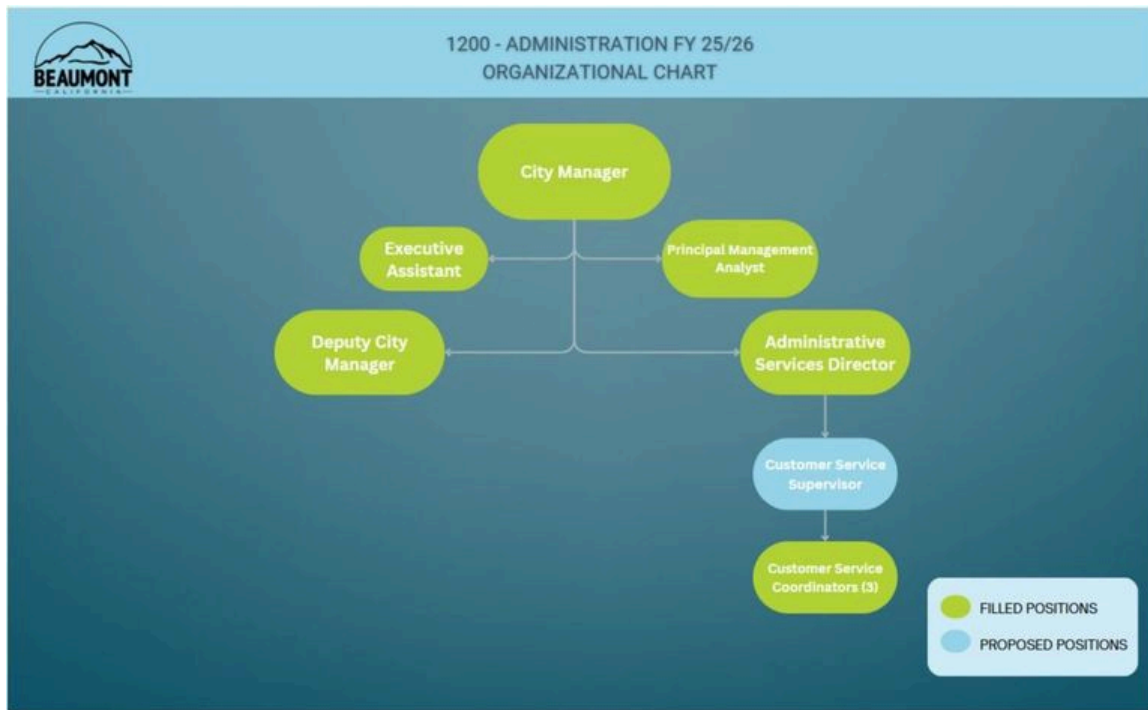 BEAUMONT
CALIFORNIA
1200 - ADMINISTRATION FY 25/26
ORGANIZATIONAL CHART
City Manager
Executive
Assistant
Principal Management
Analyst
Deputy City
Manager
Administrative
Services Director
Customer Service
Supervisor
Customer Service
Coordinators (3)
FILLED POSITIONS
PROPOSED POSITIONS